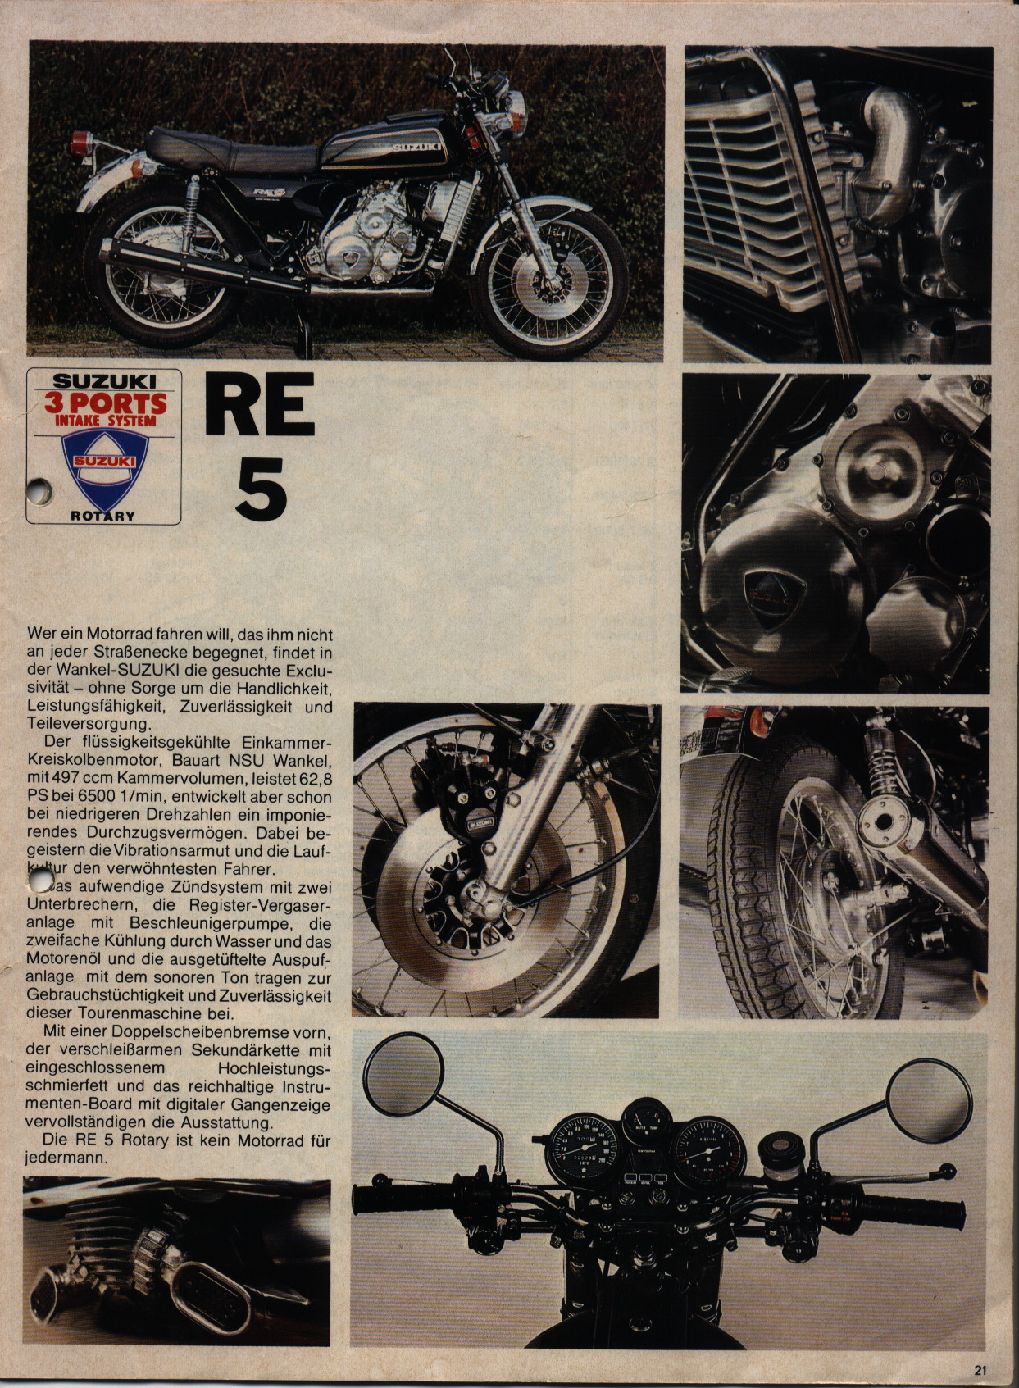 SUZUKI
RE5
SUZUKI
3 PORTS
INTAKE SYSTEM
SUZUKI
ROTARY
RE
5
Wer ein Motorrad fahren will, das ihm nicht
an jeder Straßenecke begegnet, findet in
der Wankel-SUZUKI die gesuchte Exclu-
sivität – ohne Sorge um die Handlichkeit,
Leistungsfähigkeit, Zuverlässigkeit und
Teileversorgung.
Der flüssigkeitsgekühlte Einkammer-
Kreiskolbenmotor, Bauart NSU Wankel,
mit 497 ccm Kammervolumen, leistet 62,8
PS bei 6500 1/min, entwickelt aber schon
bei niedrigeren Drehzahlen ein imponie-
rendes Durchzugsvermögen. Dabei be-
geistern die Vibrationsarmut und die Lauf-
kultur den verwöhntesten Fahrer.
Das aufwendige Zündsystem mit zwei
Unterbrechern, die Register-Vergaser-
anlage mit Beschleunigerpumpe, die
zweifache Kühlung durch Wasser und das
Motorenöl und die ausgetüftelte Auspuf-
anlage mit dem sonoren Ton tragen zur
Gebrauchstüchtigkeit und Zuverlässigkeit
dieser Tourenmaschine bei.
Mit einer Doppelscheibenbremse vorn,
der verschleißarmen Sekundärkette mit
eingeschlossenem Hochleistungs-
schmierfett und das reichhaltige Instru-
menten-Board mit digitaler Gangenzeige
vervollständigen die Ausstattung.
Die RE 5 Rotary ist kein Motorrad für
jedermann.
21